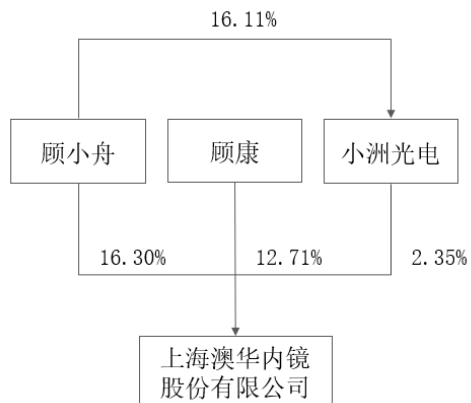 16.11%
顾小舟
顾康
小洲光电
16.30%
12.71%
2.35%
上海澳华内镜
股份有限公司